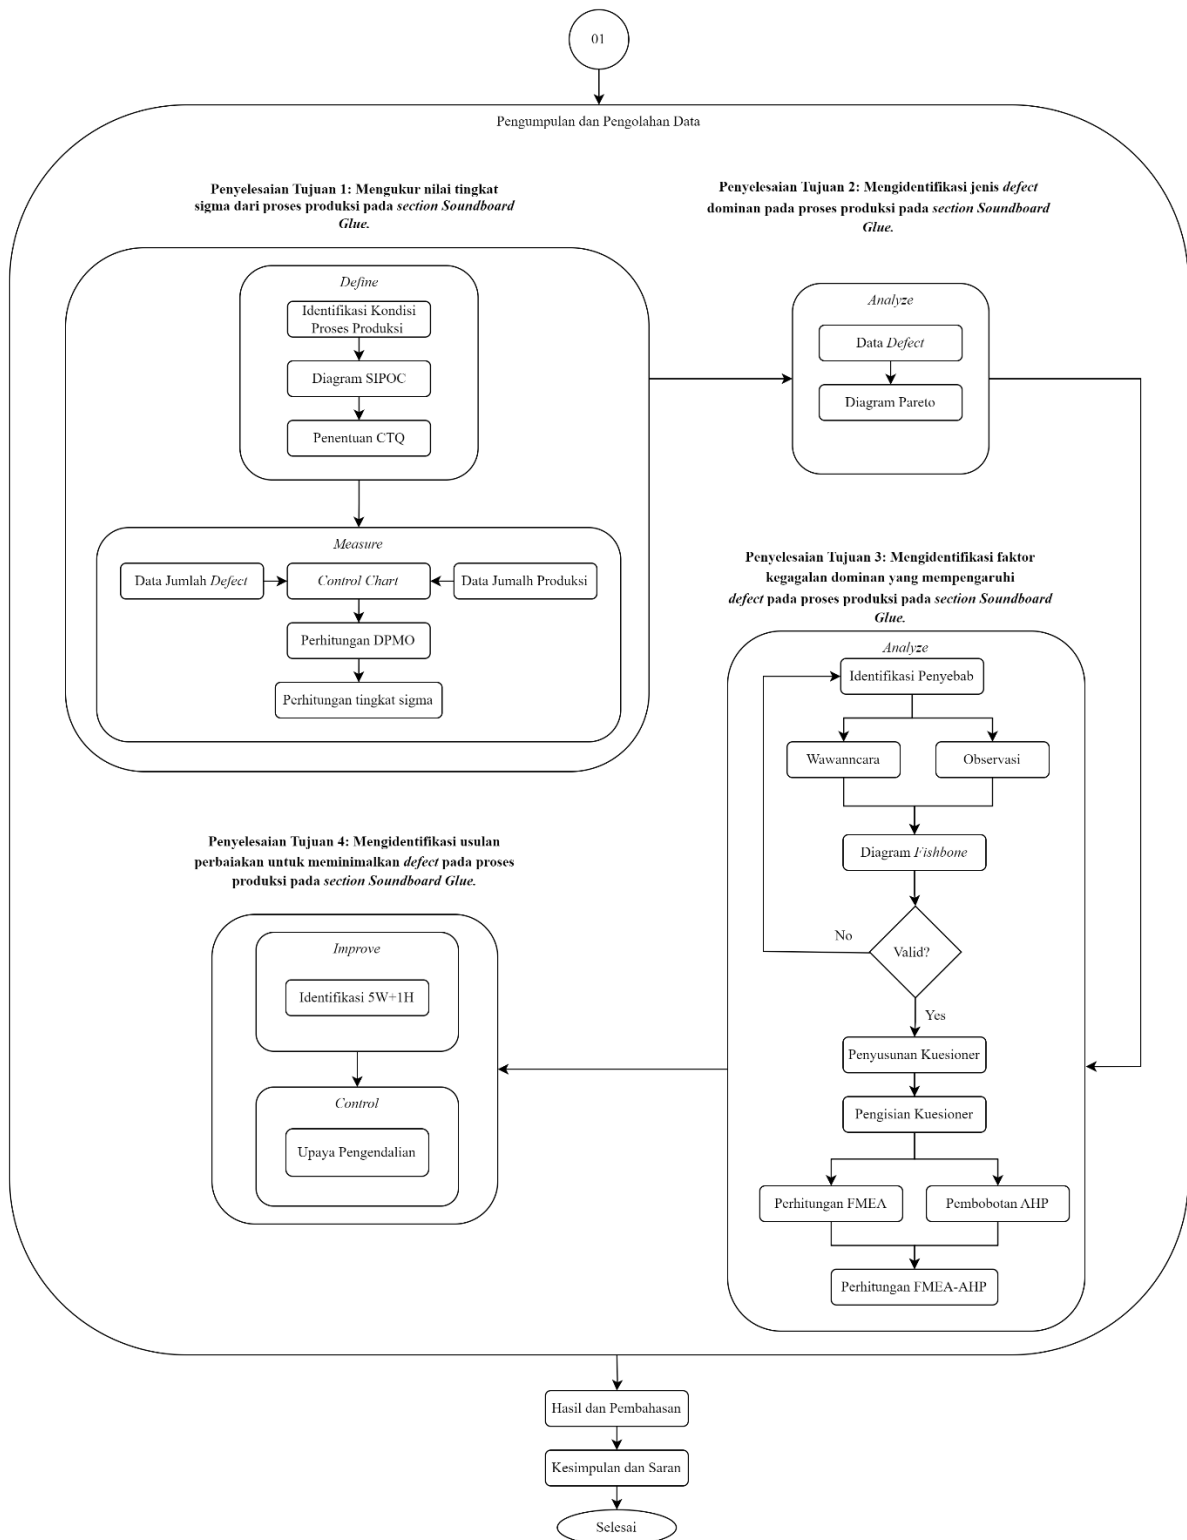 01
Pengumpulan dan Pengolahan Data
Penyelesaian Tujuan 1: Mengukur nilai tingkat
sigma dari proses produksi pada section Soundboard
Glue.
Define
Identifikasi Kondisi
Proses Produksi
Diagram SIPOC
Penentuan CTQ
Measure
Data Jumlah Defect
Control Chart
Data Jumalh Produksi
Perhitungan DPMO
Perhitungan tingkat sigma
Penyelesaian Tujuan 2: Mengidentifikasi jenis defect
dominan pada proses produksi pada section Soundboard
Glue.
Analyze
Data Defect
Diagram Pareto
Penyelesaian Tujuan 3: Mengidentifikasi faktor
kegagalan dominan yang mempengaruhi
defect pada proses produksi pada section Soundboard
Glue.
Analyze
Identifikasi Penyebab
Wawanncara
Observasi
Diagram Fishbone
Valid?
No
Yes
Penyusunan Kuesioner
Pengisian Kuesioner
Perhitungan FMEA
Pembobotan AHP
Perhitungan FMEA-AHP
Penyelesaian Tujuan 4: Mengidentifikasi usulan
perbaiakan untuk meminimalkan defect pada proses
produksi pada section Soundboard Glue.
Improve
Identifikasi 5W+1H
Control
Upaya Pengendalian
Hasil dan Pembahasan
Kesimpulan dan Saran
Selesai